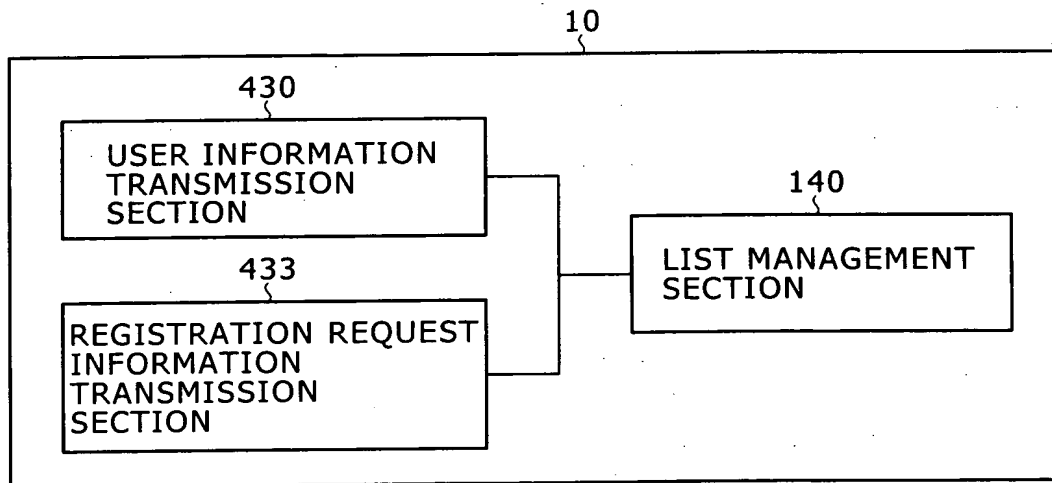 10
430
USER INFORMATION
TRANSMISSION
SECTION
433
REGISTRATION REQUEST
INFORMATION
TRANSMISSION
SECTION
140
LIST MANAGEMENT
SECTION